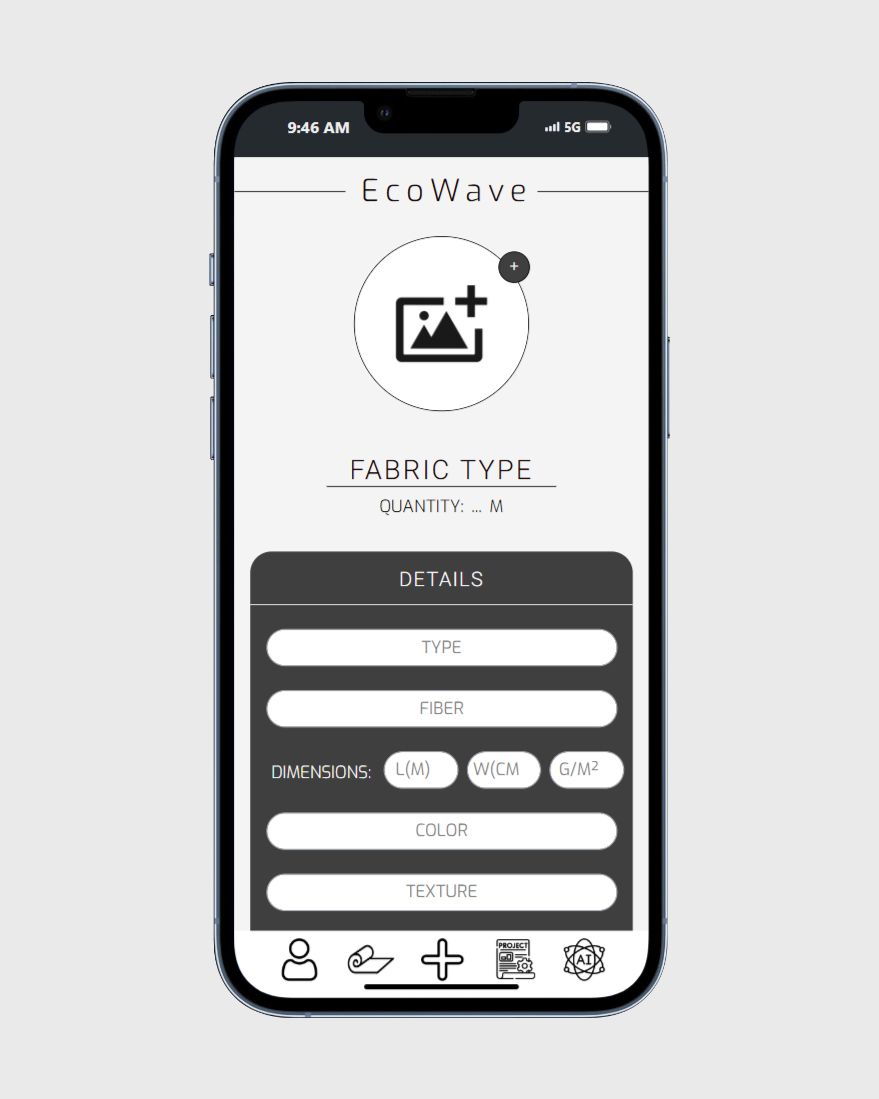 9:46 AM 5G
EcoWave
+
FABRIC TYPE
QUANTITY: ... M
DETAILS
TYPE
FIBER
DIMENSIONS: L(M) W(CM G/M²
COLOR
TEXTURE
PROJECT
AI